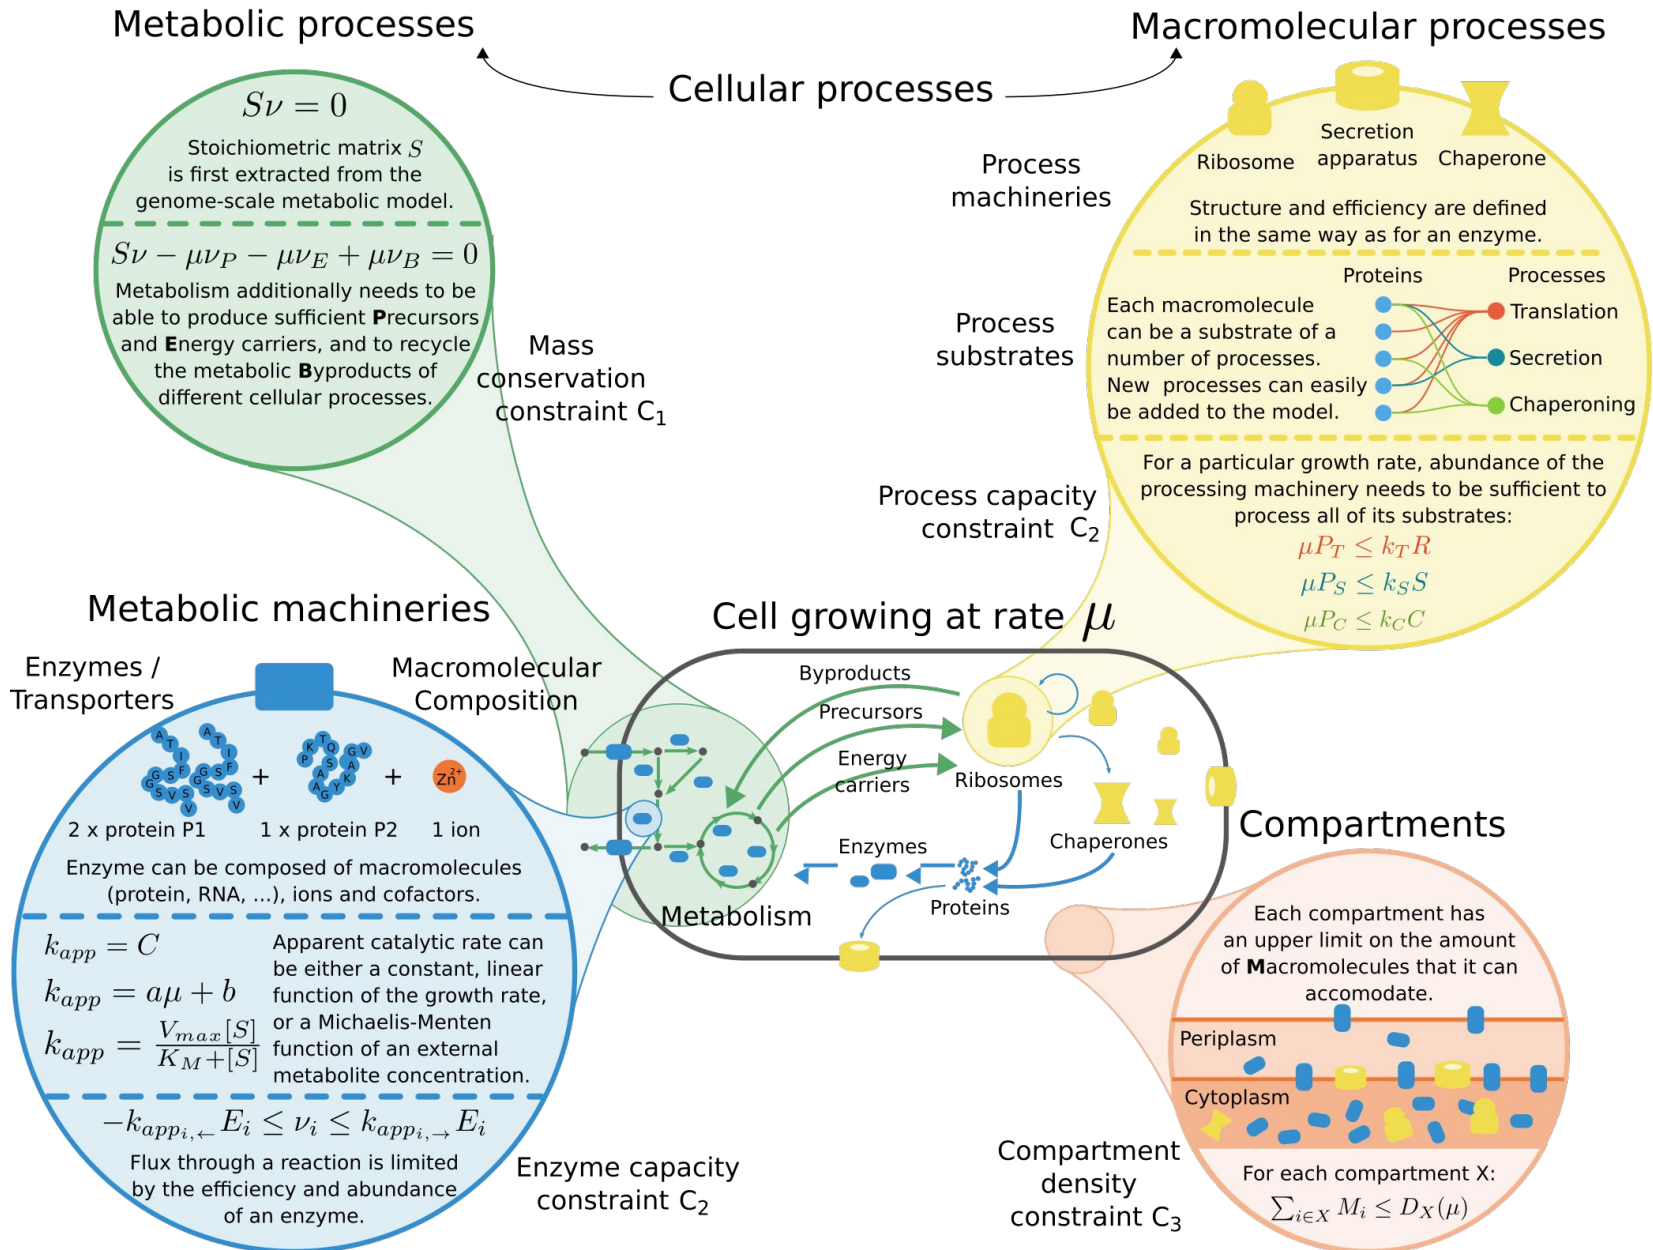 Metabolic processes
Macromolecular processes
Cellular processes
Sν = 0
Stoichiometric matrix S
is first extracted from the
genome-scale metabolic model.
Sν − μν_P − μν_E + μν_B = 0
Metabolism additionally needs to be
able to produce sufficient Precursors
and Energy carriers, and to recycle
the metabolic Byproducts of
different cellular processes.
Mass
conservation
constraint C₁
Process
machineries
Ribosome
Secretion
apparatus
Chaperone
Structure and efficiency are defined
in the same way as for an enzyme.
Process
substrates
Proteins
Processes
Each macromolecule
can be a substrate of a
number of processes.
New processes can easily
be added to the model.
Translation
Secretion
Chaperoning
Process capacity
constraint C₂
For a particular growth rate, abundance of the
processing machinery needs to be sufficient to
process all of its substrates:
μP_T ≤ k_T R
μP_S ≤ k_S S
μP_C ≤ k_C C
Metabolic machineries
Enzymes /
Transporters
Macromolecular
Composition
A T I F S G G S V S V
A T I F S G G S V S V
P K T Q S A A G Y K A G V
+
+
Zn²⁺
2 x protein P1
1 x protein P2
1 ion
Enzyme can be composed of macromolecules
(protein, RNA, ...), ions and cofactors.
k_app = C
k_app = aμ + b
k_app = V_max[S] / K_M+[S]
Apparent catalytic rate can
be either a constant, linear
function of the growth rate,
or a Michaelis-Menten
function of an external
metabolite concentration.
−k_app_i,← E_i ≤ ν_i ≤ k_app_i,→ E_i
Flux through a reaction is limited
by the efficiency and abundance
of an enzyme.
Enzyme capacity
constraint C₂
Cell growing at rate μ
Byproducts
Precursors
Energy
carriers
Ribosomes
Chaperones
Enzymes
Proteins
Metabolism
Compartments
Each compartment has
an upper limit on the amount
of Macromolecules that it can
accomodate.
Periplasm
Cytoplasm
For each compartment X:
∑_i∈X M_i ≤ D_X(μ)
Compartment
density
constraint C₃